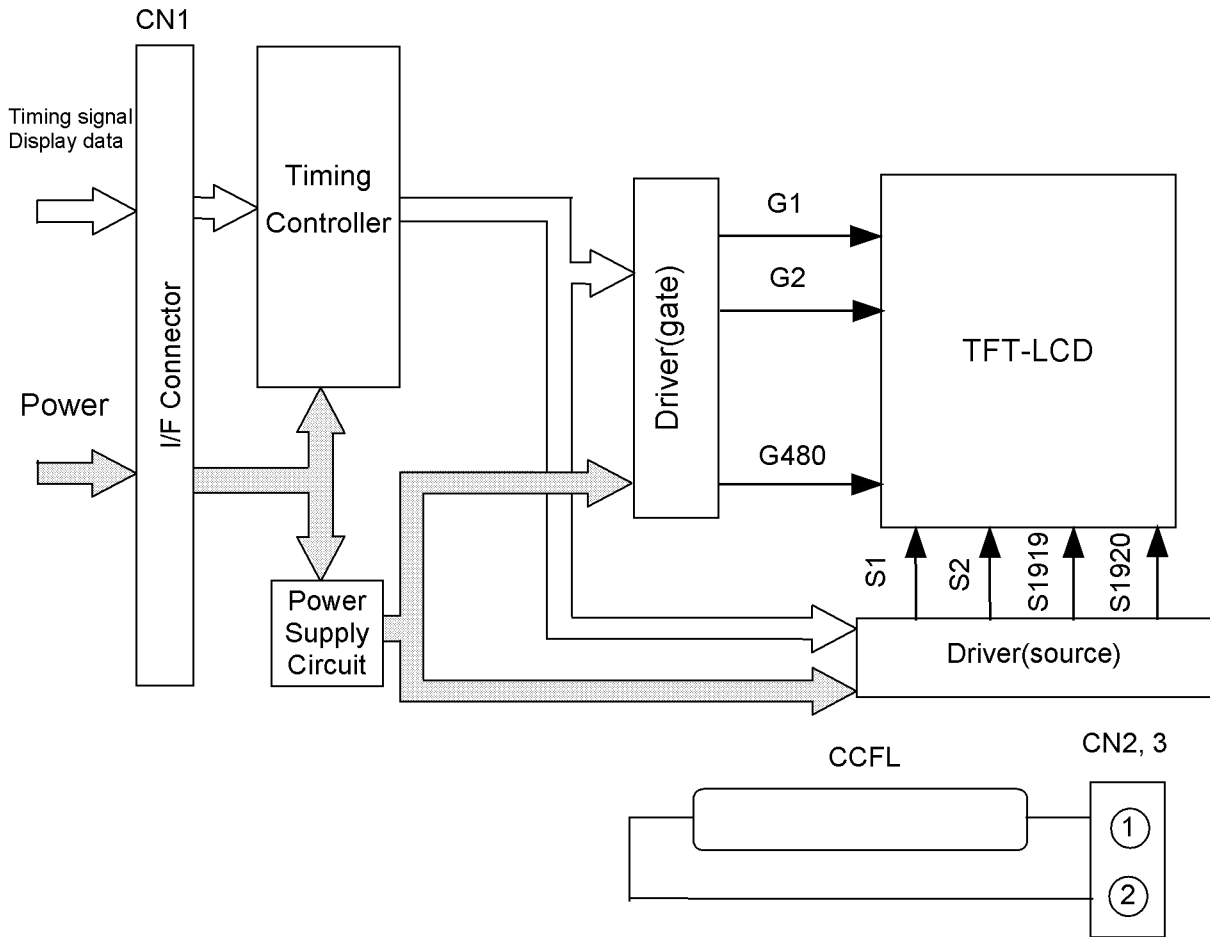 CN1
Timing signal
Display data
Power
I/F Connector
Timing
Controller
Power
Supply
Circuit
Driver(gate)
G1
G2
G480
TFT-LCD
S1
S2
S1919
S1920
Driver(source)
CCFL
CN2, 3
1
2